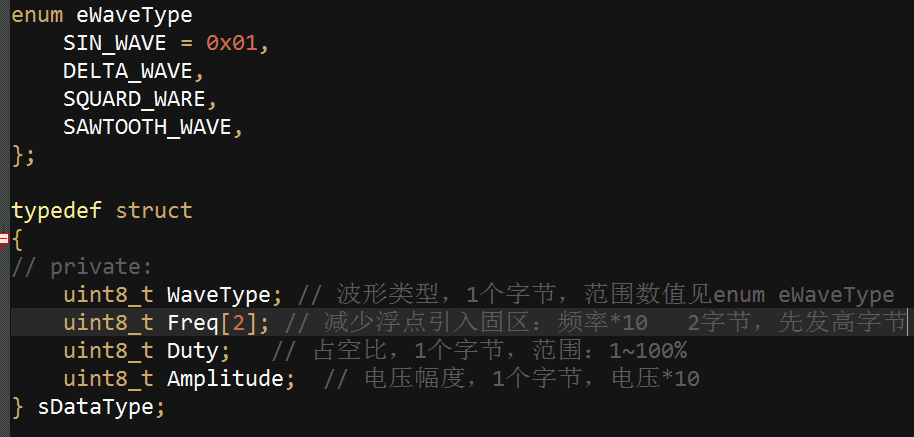 enum eWaveType
SIN_WAVE = 0x01,
DELTA_WAVE,
SQUARD_WARE,
SAWTOOTH_WAVE,
};
typedef struct
{
// private:
uint8_t WaveType; // 波形类型，1个字节，范围数值见enum eWaveType
uint8_t Freq[2]; // 减少浮点引入固区：频率*10 2字节，先发高字节
uint8_t Duty; // 占空比，1个字节，范围：1~100%
uint8_t Amplitude; // 电压幅度，1个字节，电压*10
} sDataType;